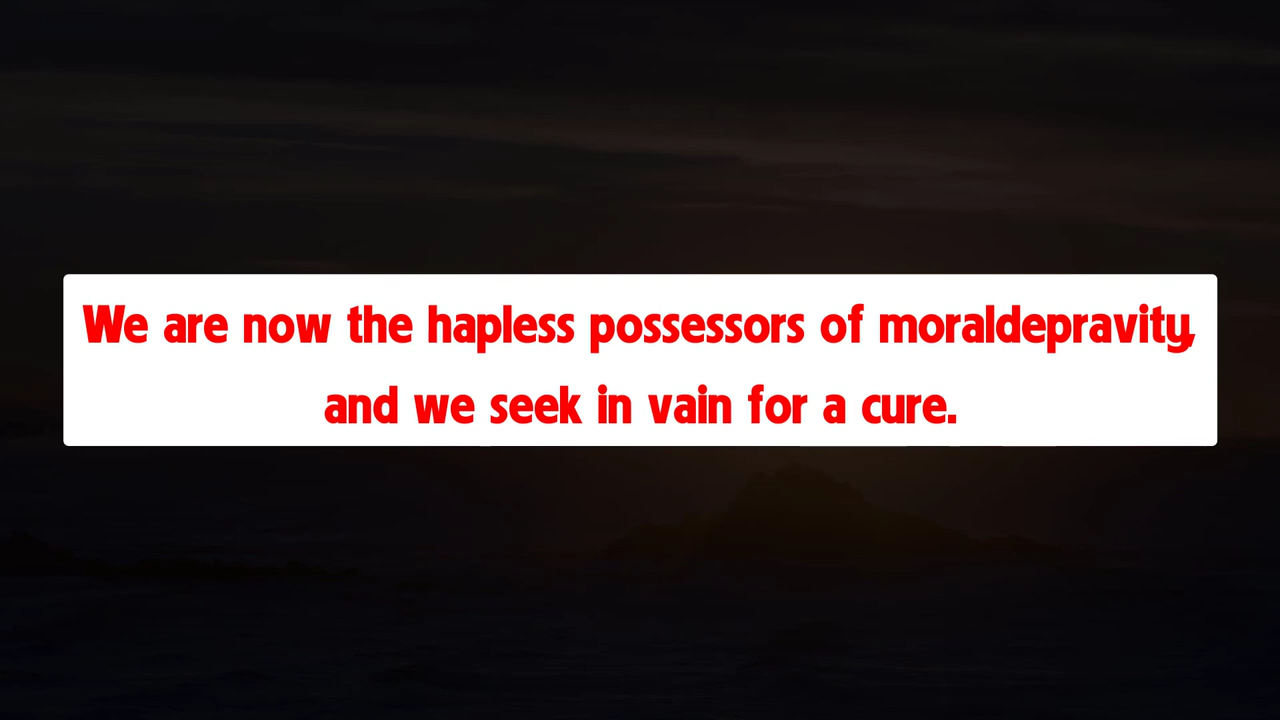 We are now the hapless possessors of moraldepravity,
and we seek in vain for a cure.